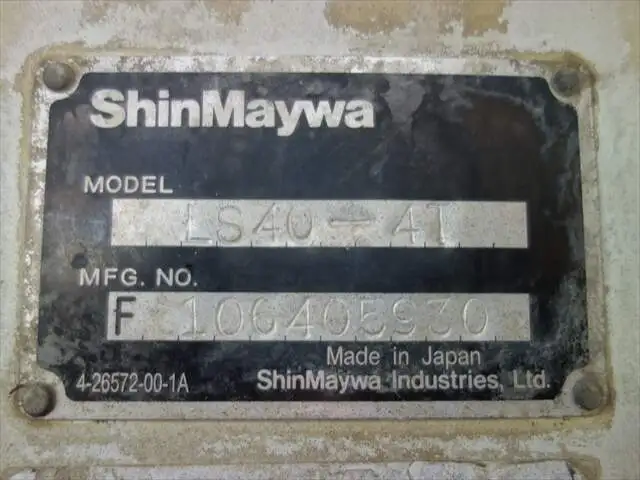 ShinMaywa
MODEL
LS40-4T
MFG. NO.
F 106405930
Made in Japan
4-26572-00-1A
ShinMaywa Industries, Ltd.